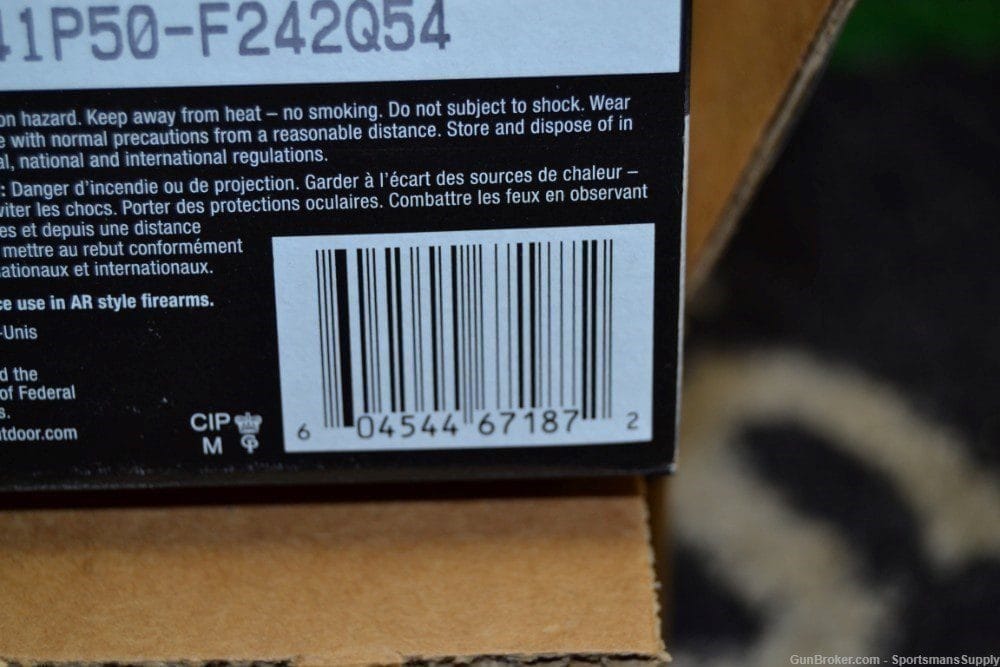 41P50-F242Q54
on hazard. Keep away from heat – no smoking. Do not subject to shock. Wear
e with normal precautions from a reasonable distance. Store and dispose of in
al, national and international regulations.
: Danger d'incendie ou de projection. Garder à l'écart des sources de chaleur –
viter les chocs. Porter des protections oculaires. Combattre les feux en observant
es et depuis une distance
mettre au rebut conformément
ationaux et internationaux.
ce use in AR style firearms.
-Unis
d the
of Federal
s.
utdoor.com
CIP
M
6 04544 67187 2
GunBroker.com - SportsmansSupply